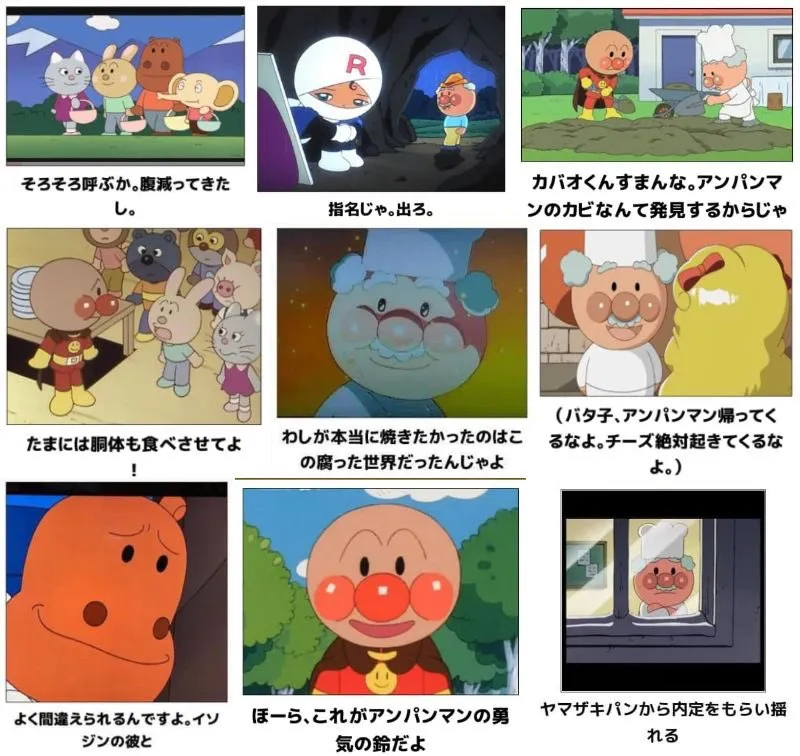 R
そろそろ呼ぶか。腹減ってきた
し。
指名じゃ。出ろ。
カバオくんすまんな。アンパンマ
ンのカビなんて発見するからじゃ
たまには胴体も食べさせてよ
!
わしが本当に焼きたかったのはこ
の腐った世界だったんじゃよ
(バタ子、アンパンマン帰ってく
るなよ。チーズ絶対起きてくるな
よ。)
よく間違えられるんですよ。イソ
ジンの彼と
ほーら、これがアンパンマンの勇
気の鈴だよ
ヤマザキパンから内定をもらい揺
れる